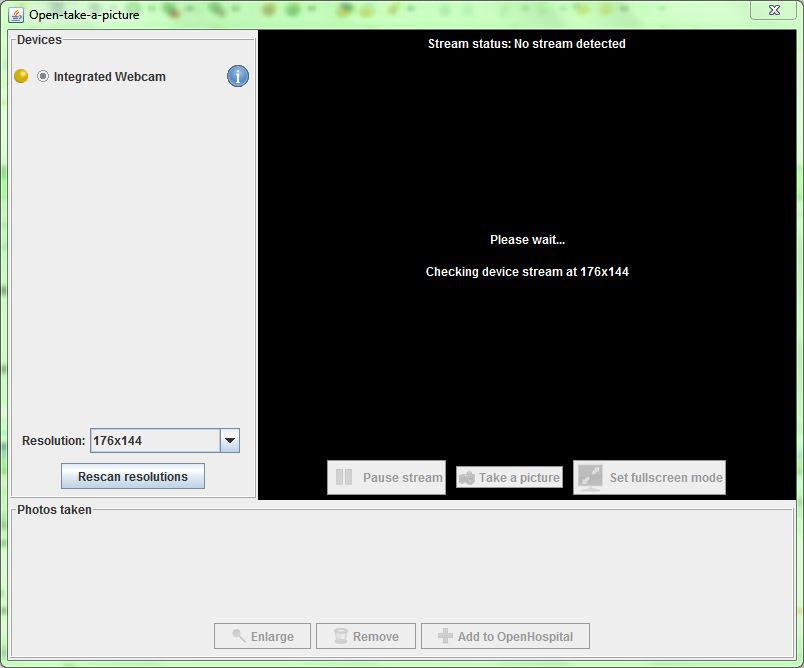 Open-take-a-picture
Devices
Integrated Webcam
i
Resolution: 176x144
Rescan resolutions
Stream status: No stream detected
Please wait...
Checking device stream at 176x144
Pause stream
Take a picture
Set fullscreen mode
Photos taken
Enlarge
Remove
Add to OpenHospital